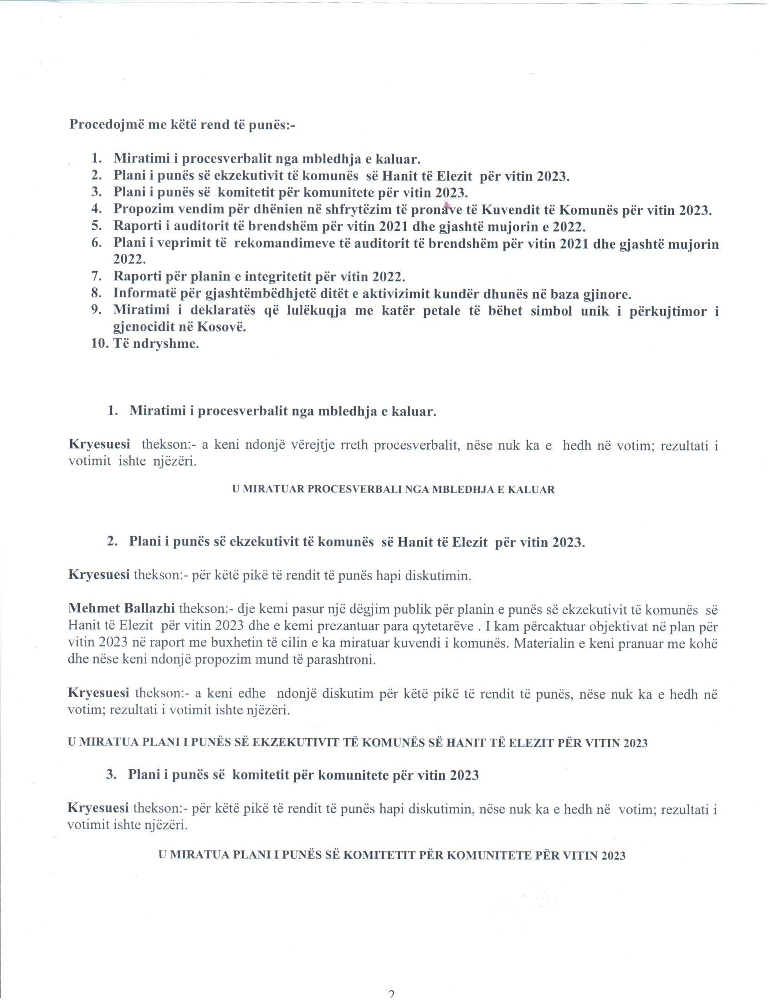 Procedojmë me këtë rend të punës:-
1. Miratimi i procesverbalit nga mbledhja e kaluar.
2. Plani i punës së ekzekutivit të komunës së Hanit të Elezit për vitin 2023.
3. Plani i punës së komitetit për komunitete për vitin 2023.
4. Propozim vendim për dhënien në shfrytëzim të pronave të Kuvendit të Komunës për vitin 2023.
5. Raporti i auditorit të brendshëm për vitin 2021 dhe gjashtë mujorin e 2022.
6. Plani i veprimit të rekomandimeve të auditorit të brendshëm për vitin 2021 dhe gjashtë mujorin
2022.
7. Raporti për planin e integritetit për vitin 2022.
8. Informatë për gjashtëmbëdhjetë ditët e aktivizimit kundër dhunës në baza gjinore.
9. Miratimi i deklaratës që lulëkuqja me katër petale të bëhet simbol unik i përkujtimor i
gjenocidit në Kosovë.
10. Të ndryshme.
1. Miratimi i procesverbalit nga mbledhja e kaluar.
Kryesuesi thekson:- a keni ndonjë vërejtje rreth procesverbalit, nëse nuk ka e hedh në votim; rezultati i
votimit ishte njëzëri.
U MIRATUAR PROCESVERBALI NGA MBLEDHJA E KALUAR
2. Plani i punës së ekzekutivit të komunës së Hanit të Elezit për vitin 2023.
Kryesuesi thekson:- për këtë pikë të rendit të punës hapi diskutimin.
Mehmet Ballazhi thekson:- dje kemi pasur një dëgjim publik për planin e punës së ekzekutivit të komunës së
Hanit të Elezit për vitin 2023 dhe e kemi prezantuar para qytetarëve . I kam përcaktuar objektivat në plan për
vitin 2023 në raport me buxhetin të cilin e ka miratuar kuvendi i komunës. Materialin e keni pranuar me kohë
dhe nëse keni ndonjë propozim mund të parashtroni.
Kryesuesi thekson:- a keni edhe ndonjë diskutim për këtë pikë të rendit të punës, nëse nuk ka e hedh në
votim; rezultati i votimit ishte njëzëri.
U MIRATUA PLANI I PUNËS SË EKZEKUTIVIT TË KOMUNËS SË HANIT TË ELEZIT PËR VITIN 2023
3. Plani i punës së komitetit për komunitete për vitin 2023
Kryesuesi thekson:- për këtë pikë të rendit të punës hapi diskutimin, nëse nuk ka e hedh në votim; rezultati i
votimit ishte njëzëri.
U MIRATUA PLANI I PUNËS SË KOMITETIT PËR KOMUNITETE PËR VITIN 2023
2